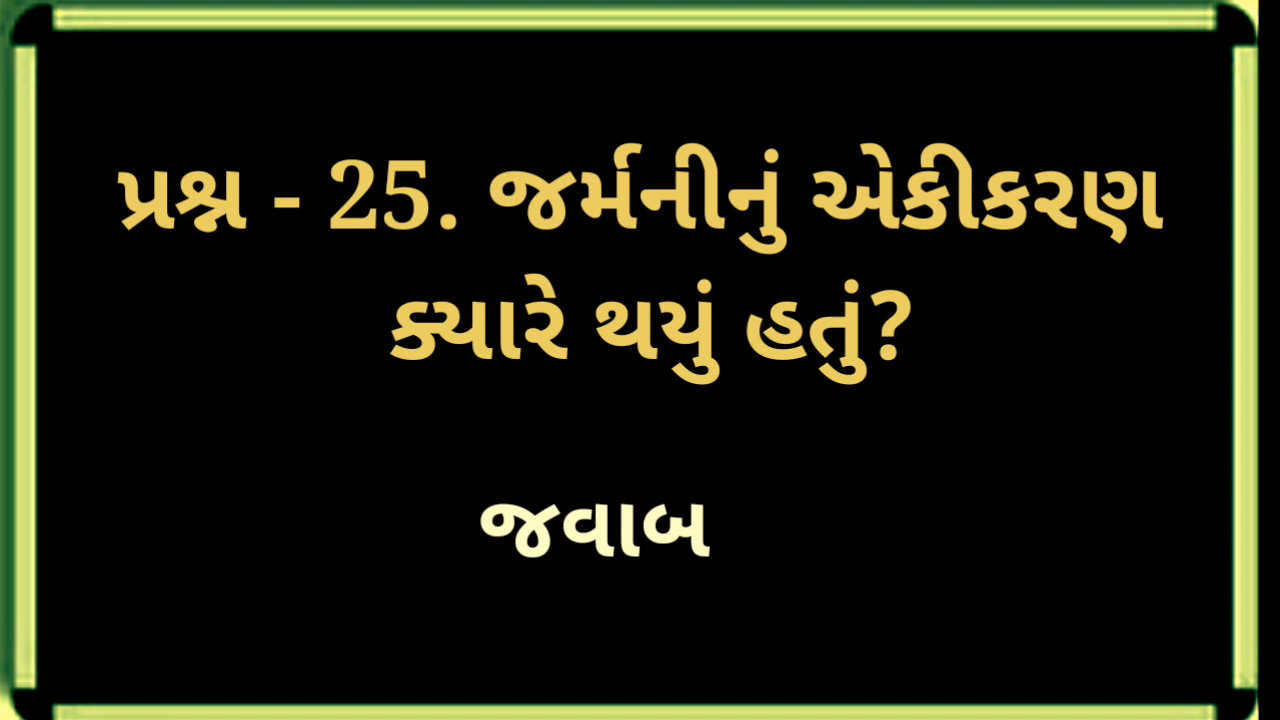 પ્રશ્ન - 25. જર્મનીનું એકીકરણ
ક્યારે થયું હતું?
જવાબ